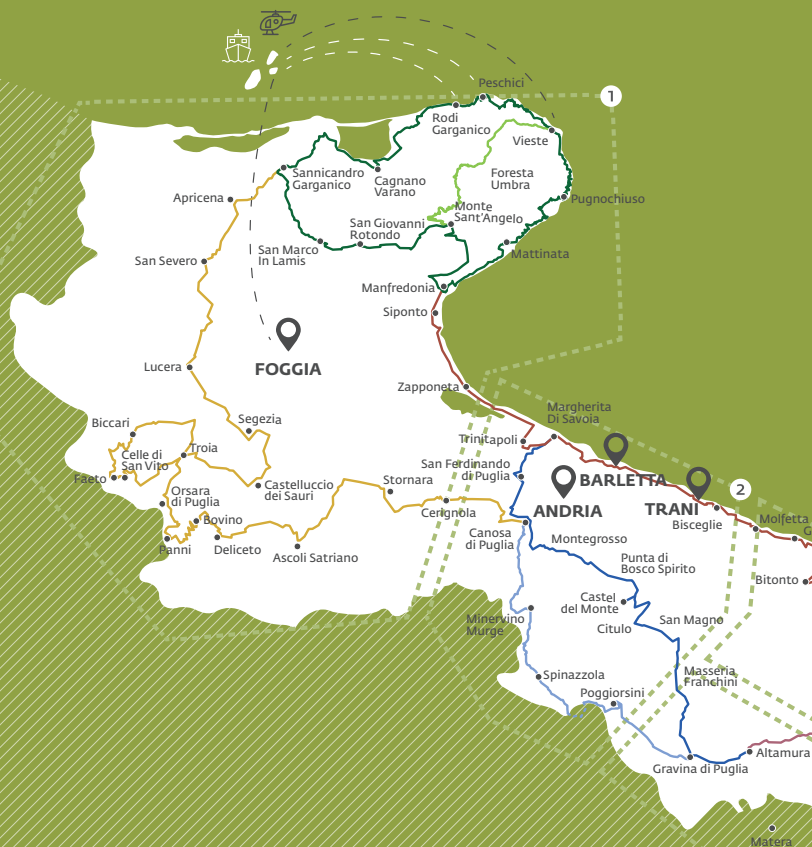 Peschici
1
Rodi
Garganico
Vieste
Sannicandro
Garganico
Cagnano
Varano
Foresta
Umbra
Apricena
Pugnochiuso
Monte
Sant'Angelo
San Giovanni
Rotondo
San Marco
In Lamis
Mattinata
San Severo
Manfredonia
Siponto
FOGGIA
Lucera
Zapponeta
Margherita
Di Savoia
Biccari
Segezia
Trinitapoli
Troia
Celle di
San Vito
Faeto
San Ferdinando
di Puglia
BARLETTA
Castelluccio
dei Sauri
Stornara
Orsara
di Puglia
2
ANDRIA
TRANI
Cerignola
Bisceglie
Bovino
Molfetta
G
Canosa
di Puglia
Montegrosso
Panni
Deliceto
Ascoli Satriano
Punta di
Bosco Spirito
Bitonto
Castel
del Monte
Minervino
Murge
Citulo
San Magno
Masseria
Franchini
Spinazzola
Poggiorsini
Altamura
Gravina di Puglia
Matera